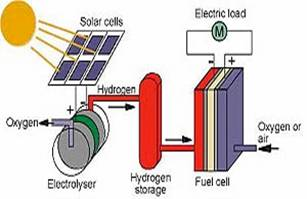 Solar cells
Electric load
M
- +
+ -
Hydrogen
Oxygen
Oxygen or
air
Electrolyser
Hydrogen
storage
Fuel cell